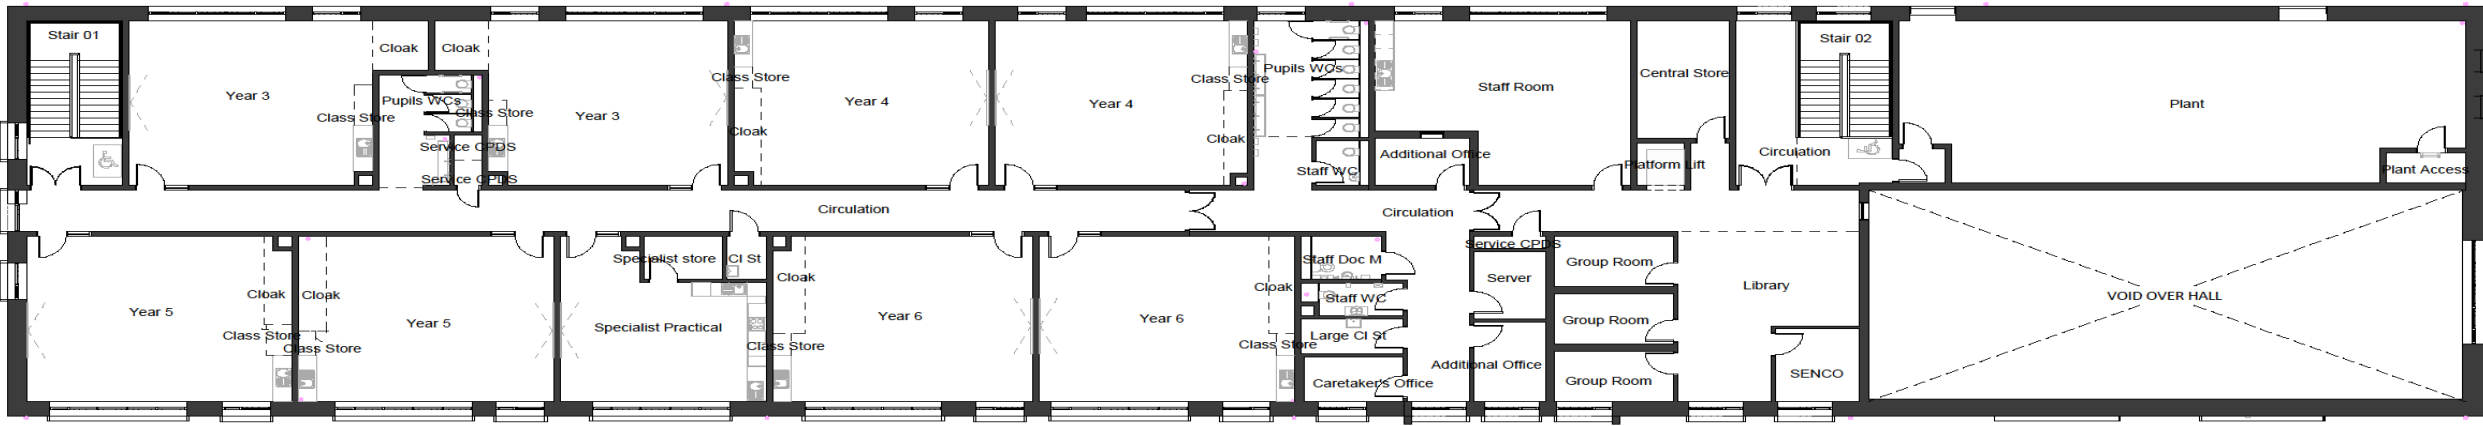 Stair 01
Cloak
Cloak
Stair 02
Class Store
Class Store
Pupils WCs
Central Store
Year 3
Pupils WCs
Class Store
Year 3
Year 4
Year 4
Staff Room
Plant
Class Store
Cloak
Cloak
Service CPDS
Additional Office
Circulation
Service CPDS
Staff WC
Platform Lift
Plant Access
Circulation
Circulation
Service CPDS
Specialist store
Cl St
Staff Doc M
Group Room
Cloak
Server
Cloak
Cloak
Cloak
Library
Staff WC
VOID OVER HALL
Year 5
Year 5
Specialist Practical
Year 6
Year 6
Group Room
Class Store
Class Store
Class Store
Class Store
Large Cl St
Additional Office
Caretaker's Office
Group Room
SENCO